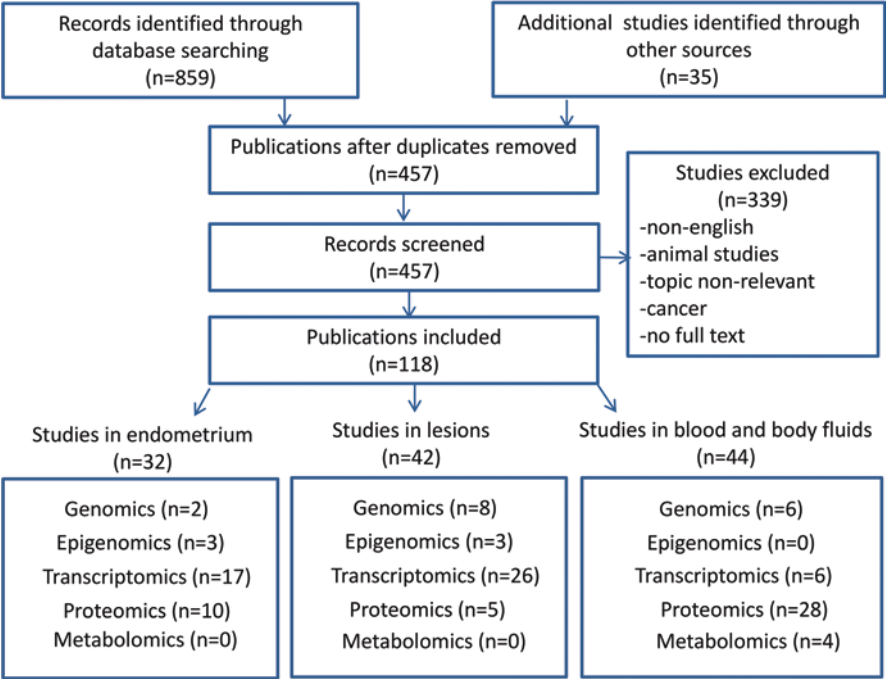 Records identified through
database searching
(n=859)
Additional studies identified through
other sources
(n=35)
Publications after duplicates removed
(n=457)
Studies excluded
(n=339)
-non-english
-animal studies
-topic non-relevant
-cancer
-no full text
Records screened
(n=457)
Publications included
(n=118)
Studies in endometrium
(n=32)
Studies in lesions
(n=42)
Studies in blood and body fluids
(n=44)
Genomics (n=2)
Epigenomics (n=3)
Transcriptomics (n=17)
Proteomics (n=10)
Metabolomics (n=0)
Genomics (n=8)
Epigenomics (n=3)
Transcriptomics (n=26)
Proteomics (n=5)
Metabolomics (n=0)
Genomics (n=6)
Epigenomics (n=0)
Transcriptomics (n=6)
Proteomics (n=28)
Metabolomics (n=4)